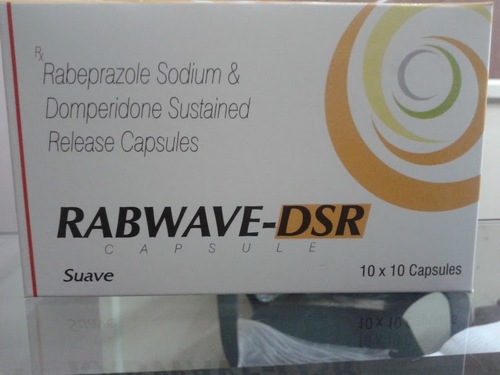 Rx
Rabeprazole Sodium &
Domperidone Sustained
Release Capsules
RABWAVE-DSR
CAPSULE
Suave
10 x 10 Capsules